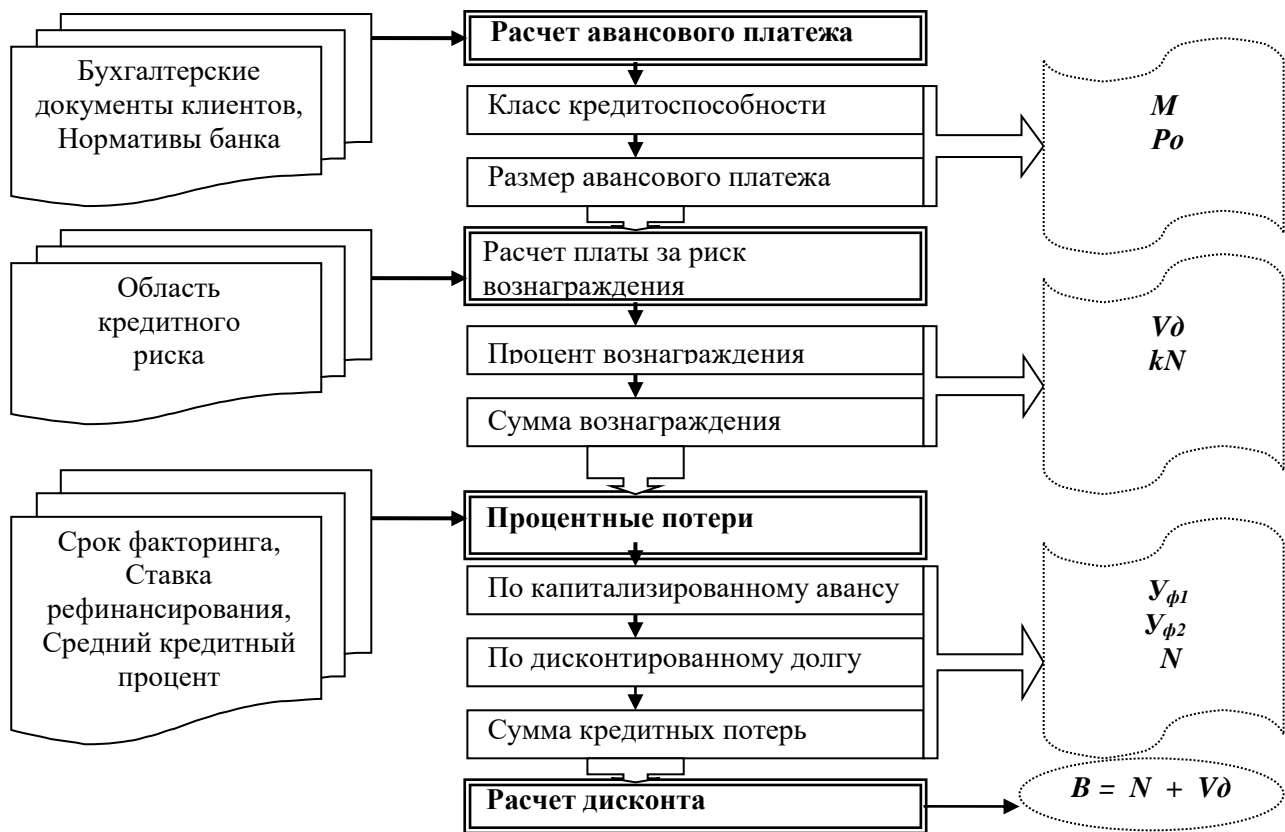 Расчет авансового платежа
Бухгалтерские
документы клиентов,
Нормативы банка
Класс кредитоспособности
Размер авансового платежа
М
Ро
Расчет платы за риск
вознаграждения
Область
кредитного
риска
Процент вознаграждения
Сумма вознаграждения
Vд
kN
Процентные потери
Срок факторинга,
Ставка
рефинансирования,
Средний кредитный
процент
По капитализированному авансу
По дисконтированному долгу
Сумма кредитных потерь
Уф1
Уф2
N
Расчет дисконта
В = N + Vд